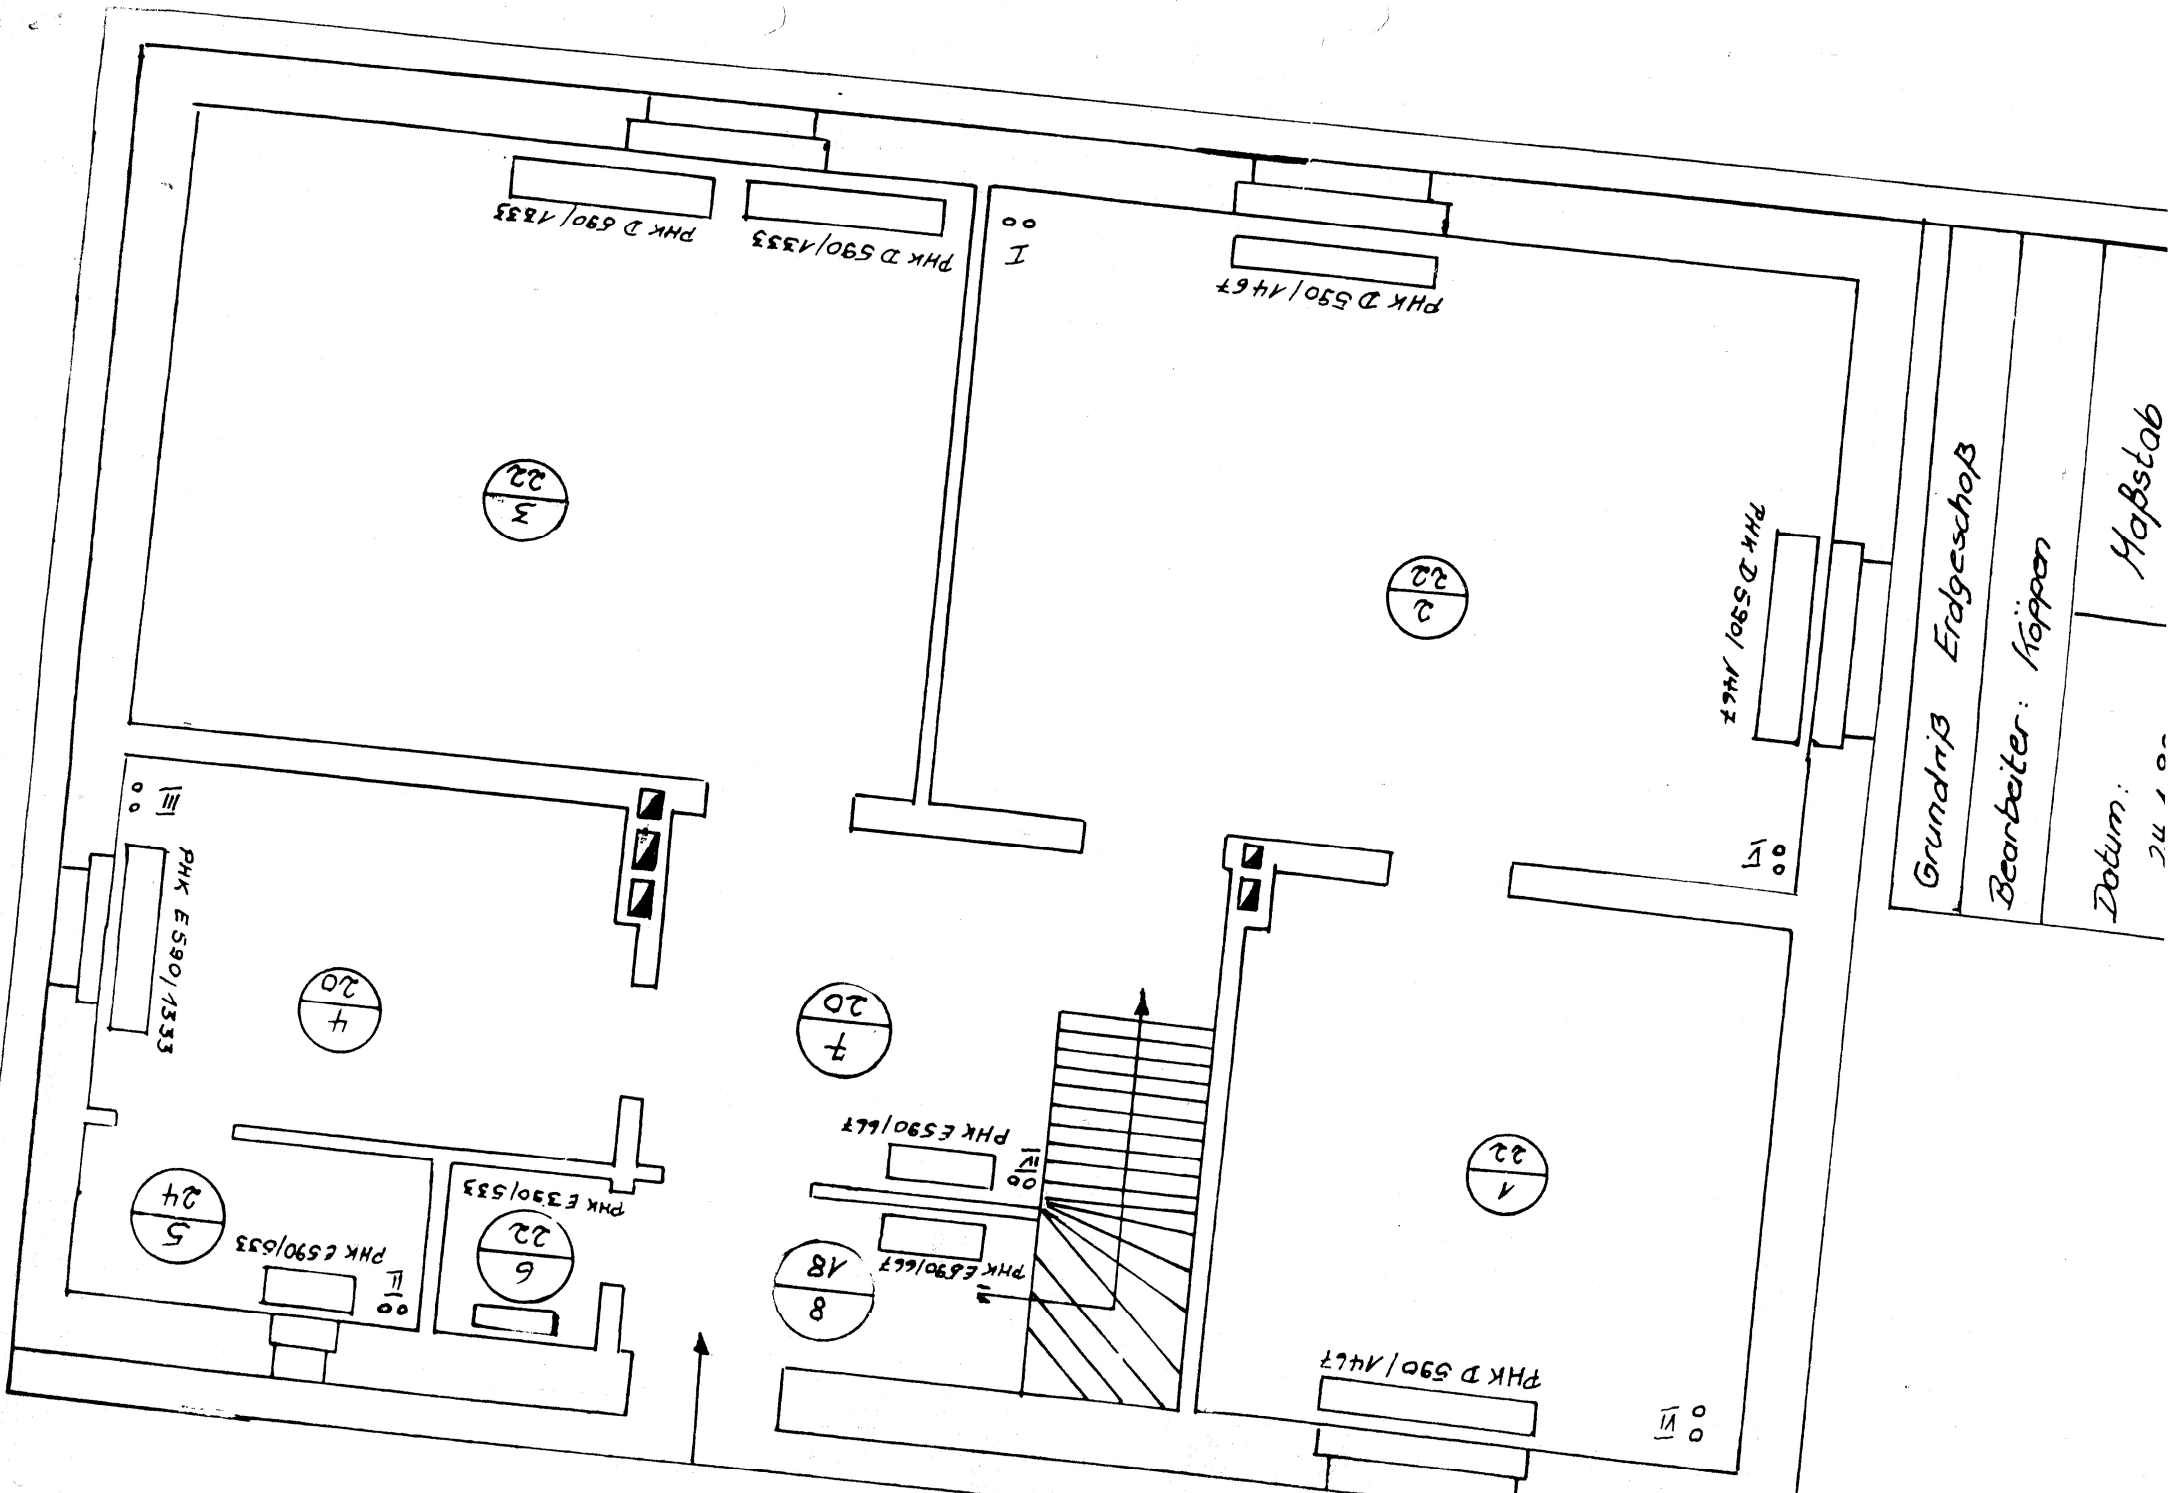 PHK D 590/1333
PHK D 590/1333
I
PHK D 590/1467
22
3
22
2
PHK D 590/1467
III
PHK E 590/1333
20
4
20
7
V
PHK E 590/667
IV
22
1
24
5
PHK E 590/533
II
PHK E 390/533
22
6
18
8
PHK E 590/667
PHK D 590/1467
VI
Grundriß Erdgeschoß
Bearbeiter: Köppen
Datum:
Maßstab